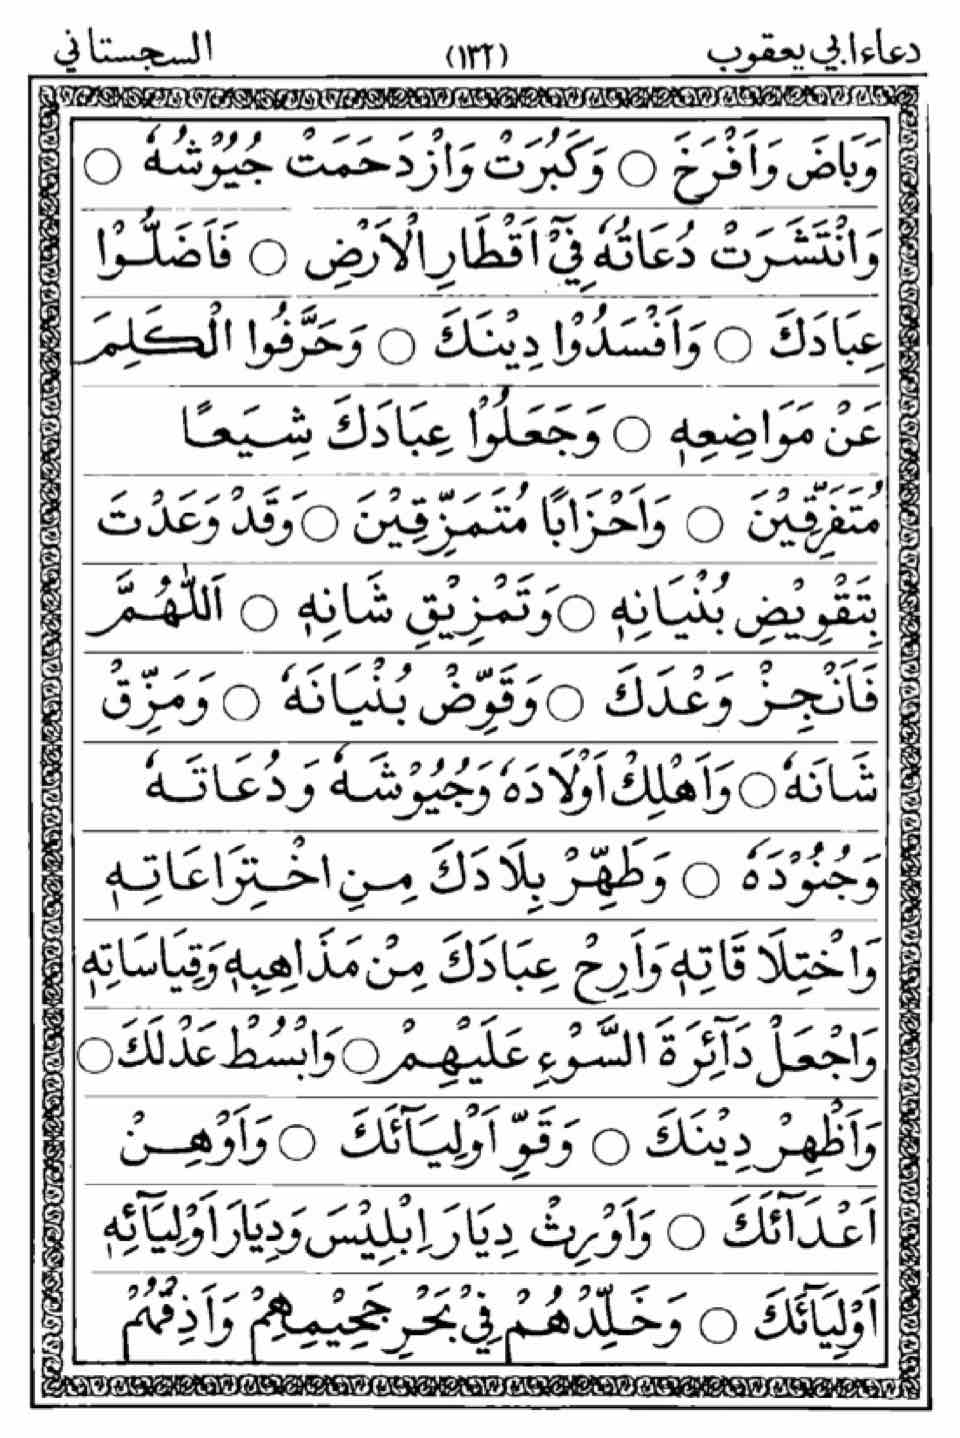 دعاء ابي يعقوب (۱۳۲) السجستاني
وَبَاضَ وَاَفْرَخَ ○ وَكَبُرَتْ وَازْدَحَمَتْ جُيُوْشُهٗ ○
وَانْتَشَرَتْ دُعَاتُهٗ فِيْٓ اَقْطَارِ الْاَرْضِ ○ فَاَضَلُّوْا
عِبَادَكَ ○ وَاَفْسَدُوْا دِيْنَكَ ○ وَحَرَّفُوا الْكَلِمَ
عَنْ مَوَاضِعِهٖ ○ وَجَعَلُوْا عِبَادَكَ شِيَعًا
مُتَفَرِّقِيْنَ ○ وَاَحْزَابًا مُتَمَزِّقِيْنَ ○ وَقَدْ وَعَدْتَ
بِتَقْوِيْضِ بُنْيَانِهٖ ○ وَتَمْزِيْقِ شَانِهٖ ○ اَللّٰهُمَّ
فَاَنْجِزْ وَعْدَكَ ○ وَقَوِّضْ بُنْيَانَهٗ ○ وَمَزِّقْ
شَانَهٗ ○ وَاَهْلِكْ اَوْلَادَهٗ وَجُيُوْشَهٗ وَدُعَاتَهٗ
وَجُنُوْدَهٗ ○ وَطَهِّرْ بِلَادَكَ مِنِ اخْتِرَاعَاتِهٖ
وَاخْتِلَاقَاتِهٖ وَاَرِحْ عِبَادَكَ مِنْ مَذَاهِبِهٖ وَقِيَاسَاتِهٖ
وَاجْعَلْ دَآئِرَةَ السَّوْءِ عَلَيْهِمْ ○ وَابْسُطْ عَدْلَكَ ○
وَاَظْهِرْ دِيْنَكَ ○ وَقَوِّ اَوْلِيَآئَكَ ○ وَاَوْهِنْ
اَعْدَآئَكَ ○ وَاَوْرِثْ دِيَارَ اِبْلِيْسَ وَدِيَارَ اَوْلِيَآئِهٖ
اَوْلِيَآئَكَ ○ وَخَلِّدْهُمْ فِيْ بَحْرِ جَحِيْمِهِمْ وَاَذِقْهُمْ